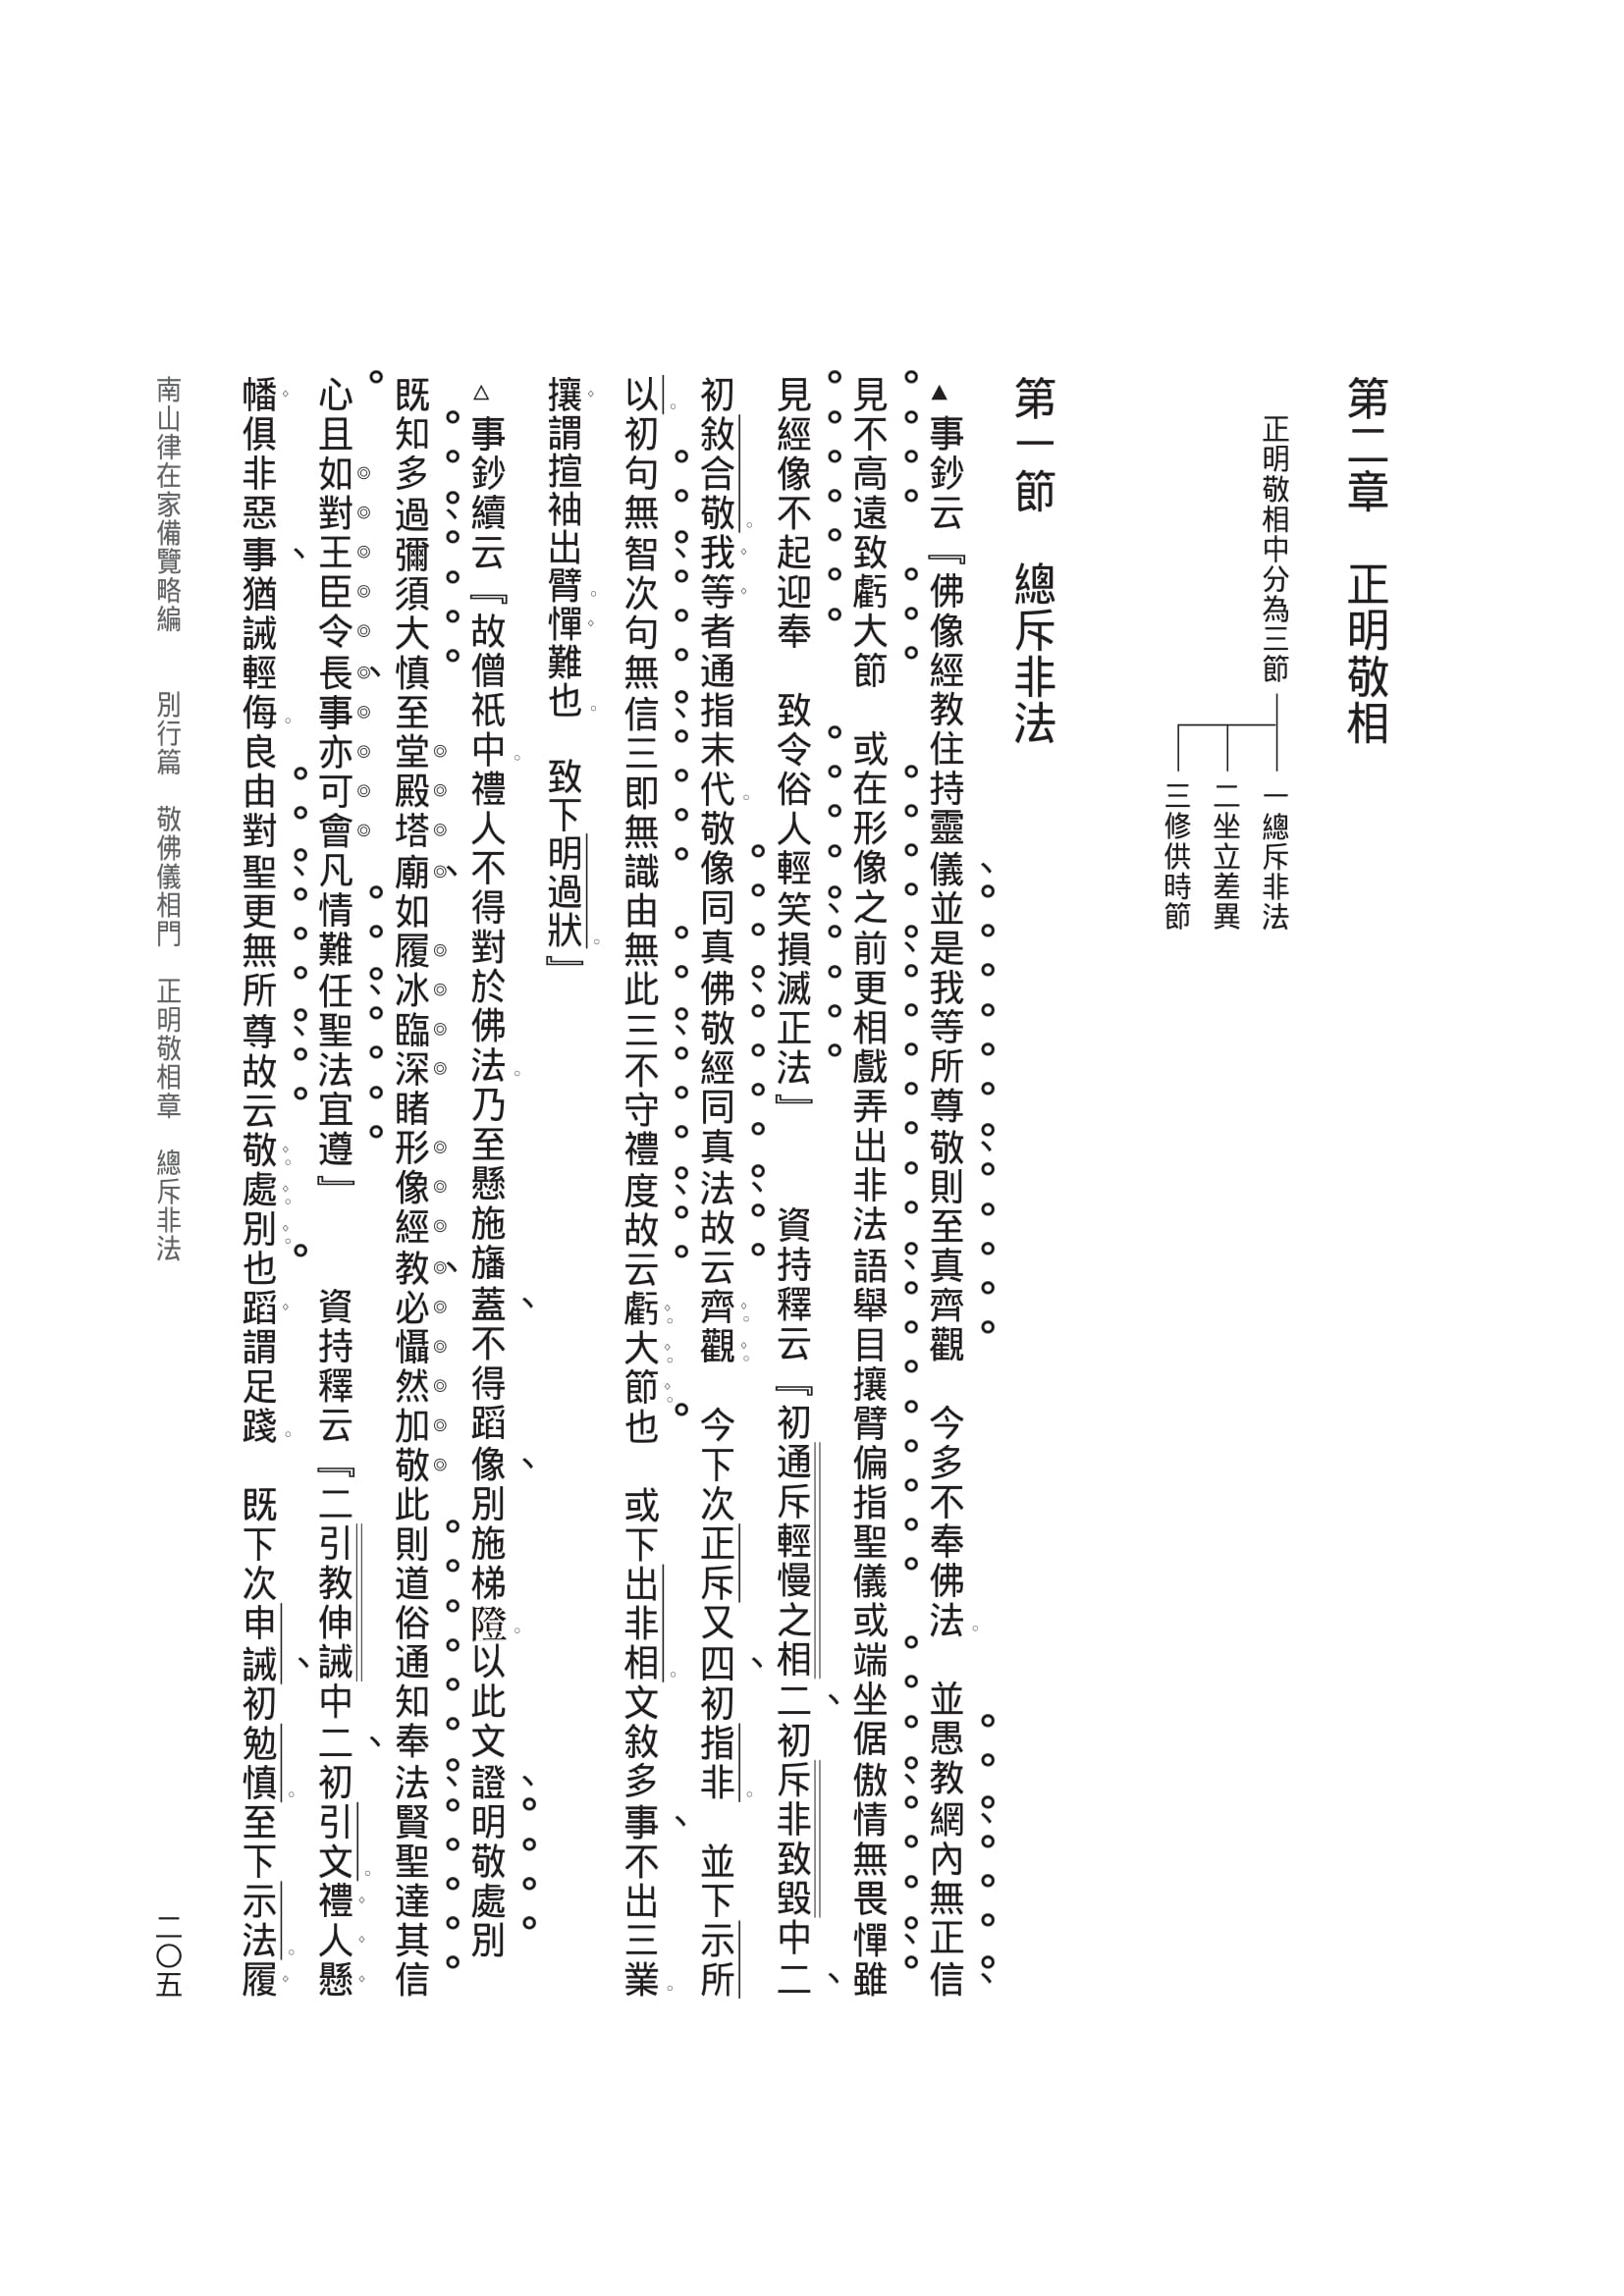 第二章　正明敬相
正明敬相中分為三節
一總斥非法
二坐立差異
三修供時節
第一節　總斥非法
▲事鈔云『佛像經教住持靈儀並是我等所尊敬則至真齊觀　今多不奉佛法　並愚教網內無正信
見不高遠致虧大節　或在形像之前更相戲弄出非法語舉目攘臂偏指聖儀或端坐倨傲情無畏憚雖
見經像不起迎奉　致令俗人輕笑損滅正法』　　資持釋云『初通斥輕慢之相二初斥非致毀中二
初敘合敬我等者通指末代敬像同真佛敬經同真法故云齊觀　今下次正斥又四初指非　並下示所
以初句無智次句無信三即無識由無此三不守禮度故云虧大節也　或下出非相文敘多事不出三業
攘謂揎袖出臂憚難也　致下明過狀』
△事鈔續云『故僧祇中禮人不得對於佛法乃至懸施旛蓋不得蹈像別施梯隥以此文證明敬處別
既知多過彌須大慎至堂殿塔廟如履冰臨深睹形像經教必懾然加敬此則道俗通知奉法賢聖達其信
心且如對王臣令長事亦可會凡情難任聖法宜遵』　　資持釋云『二引教伸誡中二初引文禮人懸
幡俱非惡事猶誡輕侮良由對聖更無所尊故云敬處別也蹈謂足踐　既下次申誡初勉慎至下示法履
南山律在家備覽略編　　別行篇　敬佛儀相門　正明敬相章　總斥非法
二〇五